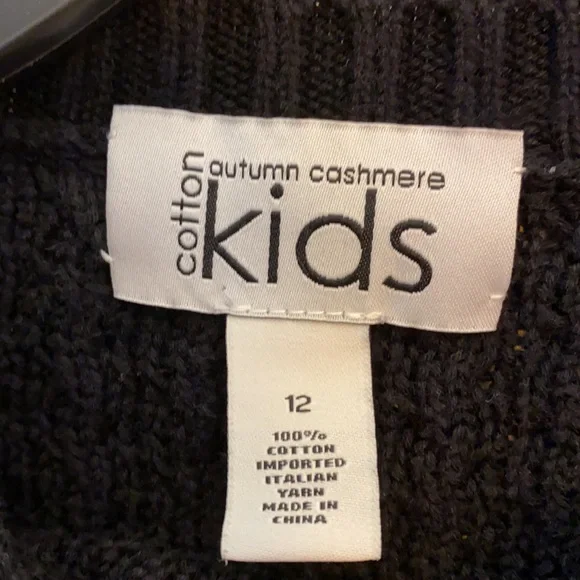 autumn cashmere
cotton
kids
12
100%
COTTON
IMPORTED
ITALIAN
YARN
MADE IN
CHINA